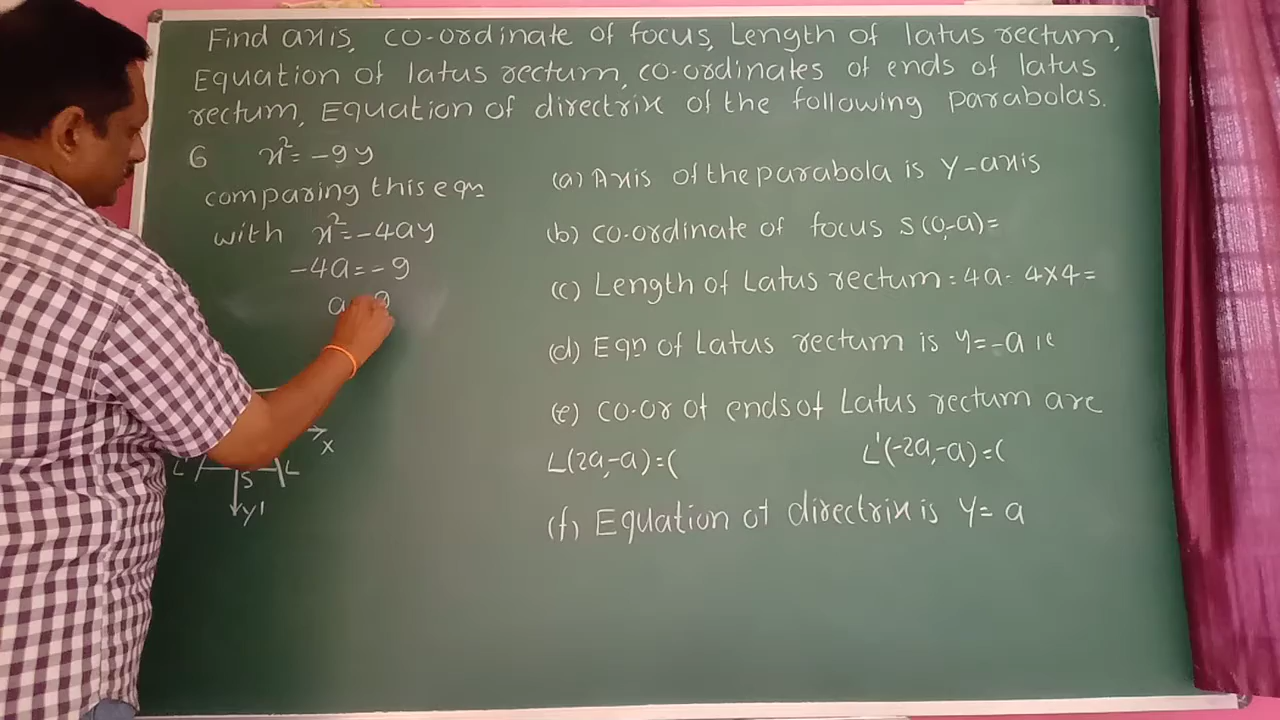 Find axis, co-ordinate of focus, Length of latus rectum,
Equation of latus rectum, co-ordinates of ends of latus
rectum, Equation of directrix of the following parabolas.
6 x²= -9y
comparing this eqn
with x²=-4ay
-4a=-9
a 9
X
L' L
S
Y'
(a) Axis of the parabola is Y-axis
(b) co-ordinate of focus S(0,-a)=
(c) Length of Latus rectum = 4a = 4×4=
(d) Eqn of Latus rectum is y=-a ie
(e) co-or of ends of Latus rectum are
L(2a,-a)=( L'(-2a,-a)=(
(f) Equation of directrix is y= a